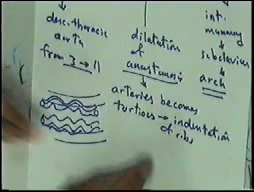 desc. thoracic
aorta
from 3 → 11
dilatation
of
anastomosis
arteries becomes
tortious → indentation
of ribs
int.
mammary
→ subclavian
→ arch